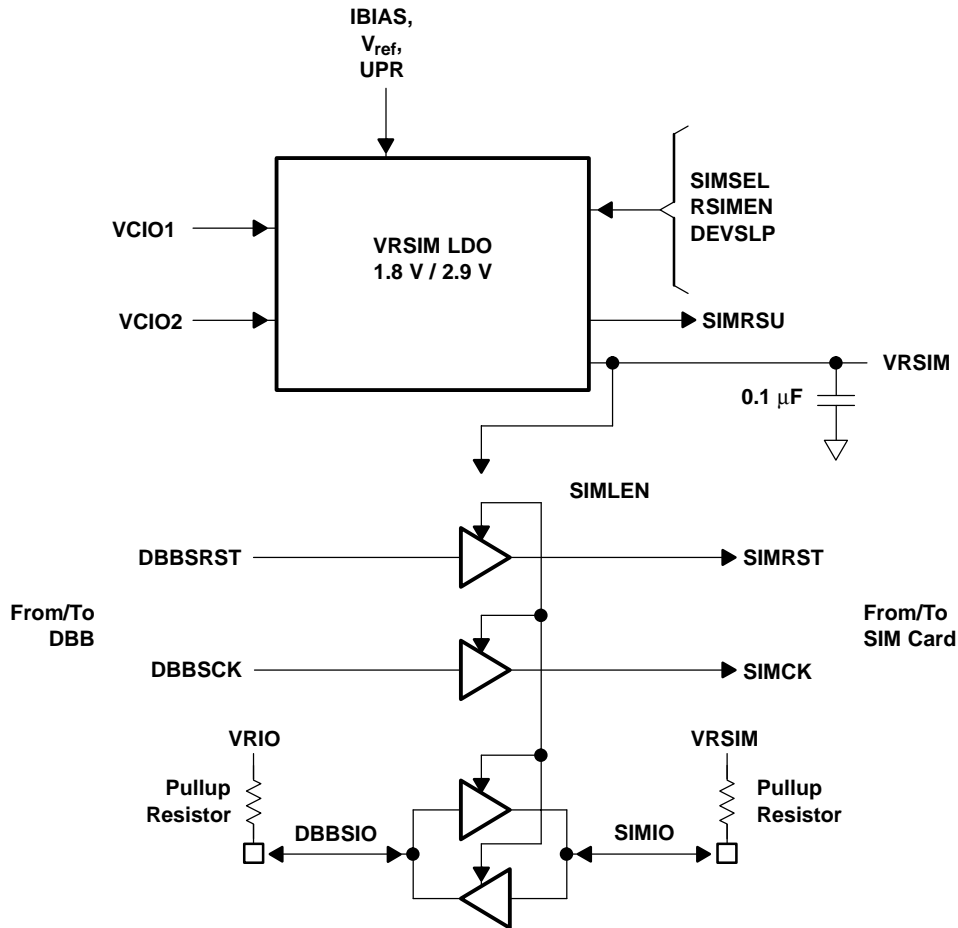 IBIAS,
Vref,
UPR
SIMSEL
RSIMEN
DEVSLP
VCIO1
VRSIM LDO
1.8 V / 2.9 V
VCIO2
SIMRSU
VRSIM
0.1 μF
SIMLEN
DBBSRST
SIMRST
From/To
DBB
From/To
SIM Card
DBBSCK
SIMCK
VRIO
VRSIM
Pullup
Resistor
Pullup
Resistor
DBBSIO
SIMIO